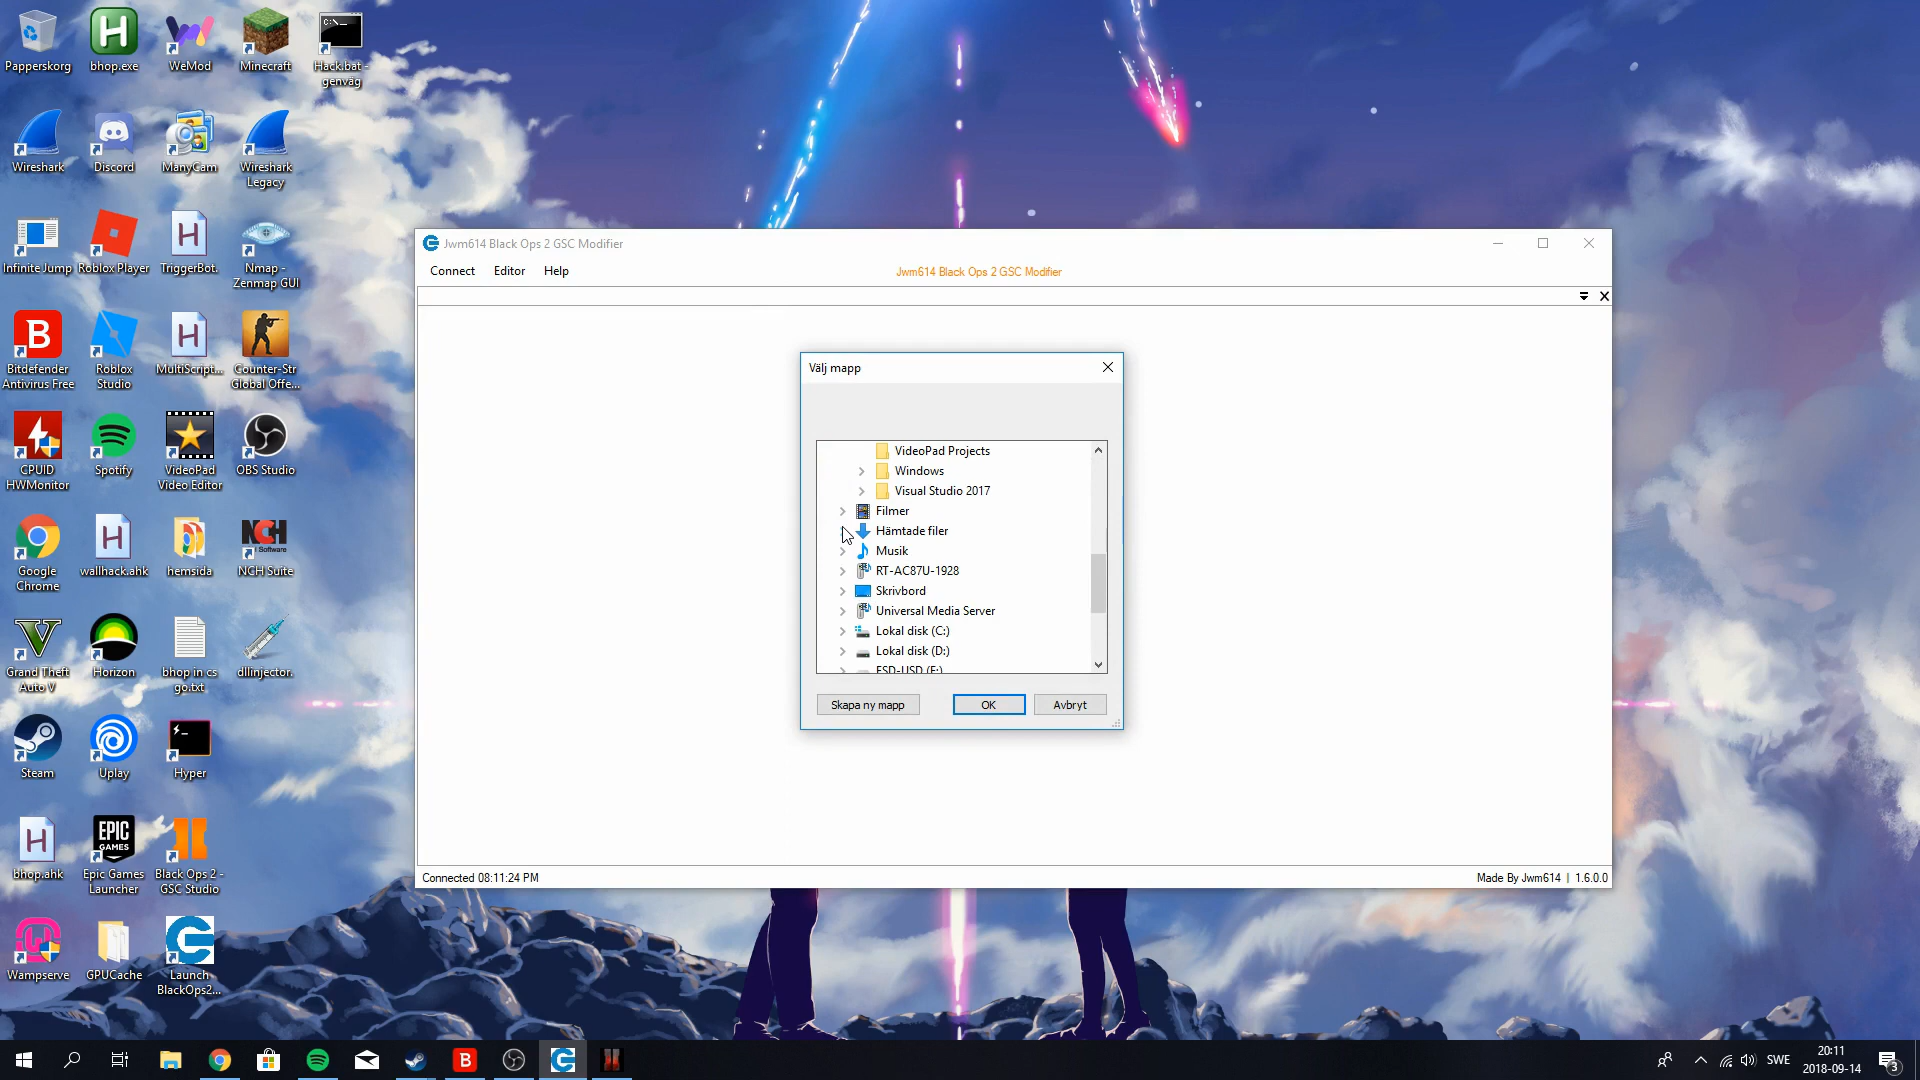 Papperskorg
bhop.exe
WeMod
Minecraft
Hack.bat -
genväg
Wireshark
Discord
ManyCam
Wireshark
Legacy
Infinite Jump
Roblox Player
TriggerBot.
Nmap -
Zenmap GUI
Bitdefender
Antivirus Free
Roblox
Studio
MultiScript...
Counter-Str
Global Offe...
CPUID
HWMonitor
Spotify
VideoPad
Video Editor
OBS Studio
Google
Chrome
wallhack.ahk
hemsida
NCH Suite
Grand Theft
Auto V
Horizon
bhop in cs
go.txt
dllinjector.
Steam
Uplay
Hyper
bhop.ahk
Epic Games
Launcher
Black Ops 2 -
GSC Studio
Wampserve
GPUCache
Launch
BlackOps2...
NCH
Software
EPIC
GAMES
C:\_
Jwm614 Black Ops 2 GSC Modifier
Connect Editor Help
Jwm614 Black Ops 2 GSC Modifier
Välj mapp
VideoPad Projects
Windows
Visual Studio 2017
Filmer
Hämtade filer
Musik
RT-AC87U-1928
Skrivbord
Universal Media Server
Lokal disk (C:)
Lokal disk (D:)
ESD-USD (F:)
Skapa ny mapp OK Avbryt
Connected 08:11:24 PM
Made By Jwm614 | 1.6.0.0
SWE
20:11
2018-09-14
3